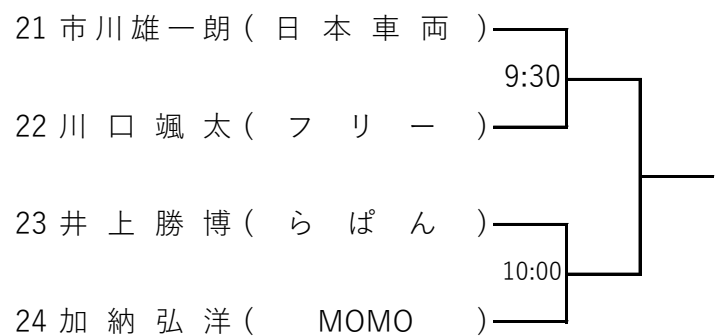 21 市川雄一朗 ( 日本車両 )
9:30
22 川口颯太 ( フリー )
23 井上勝博 ( らぱん )
10:00
24 加納弘洋 ( MOMO )